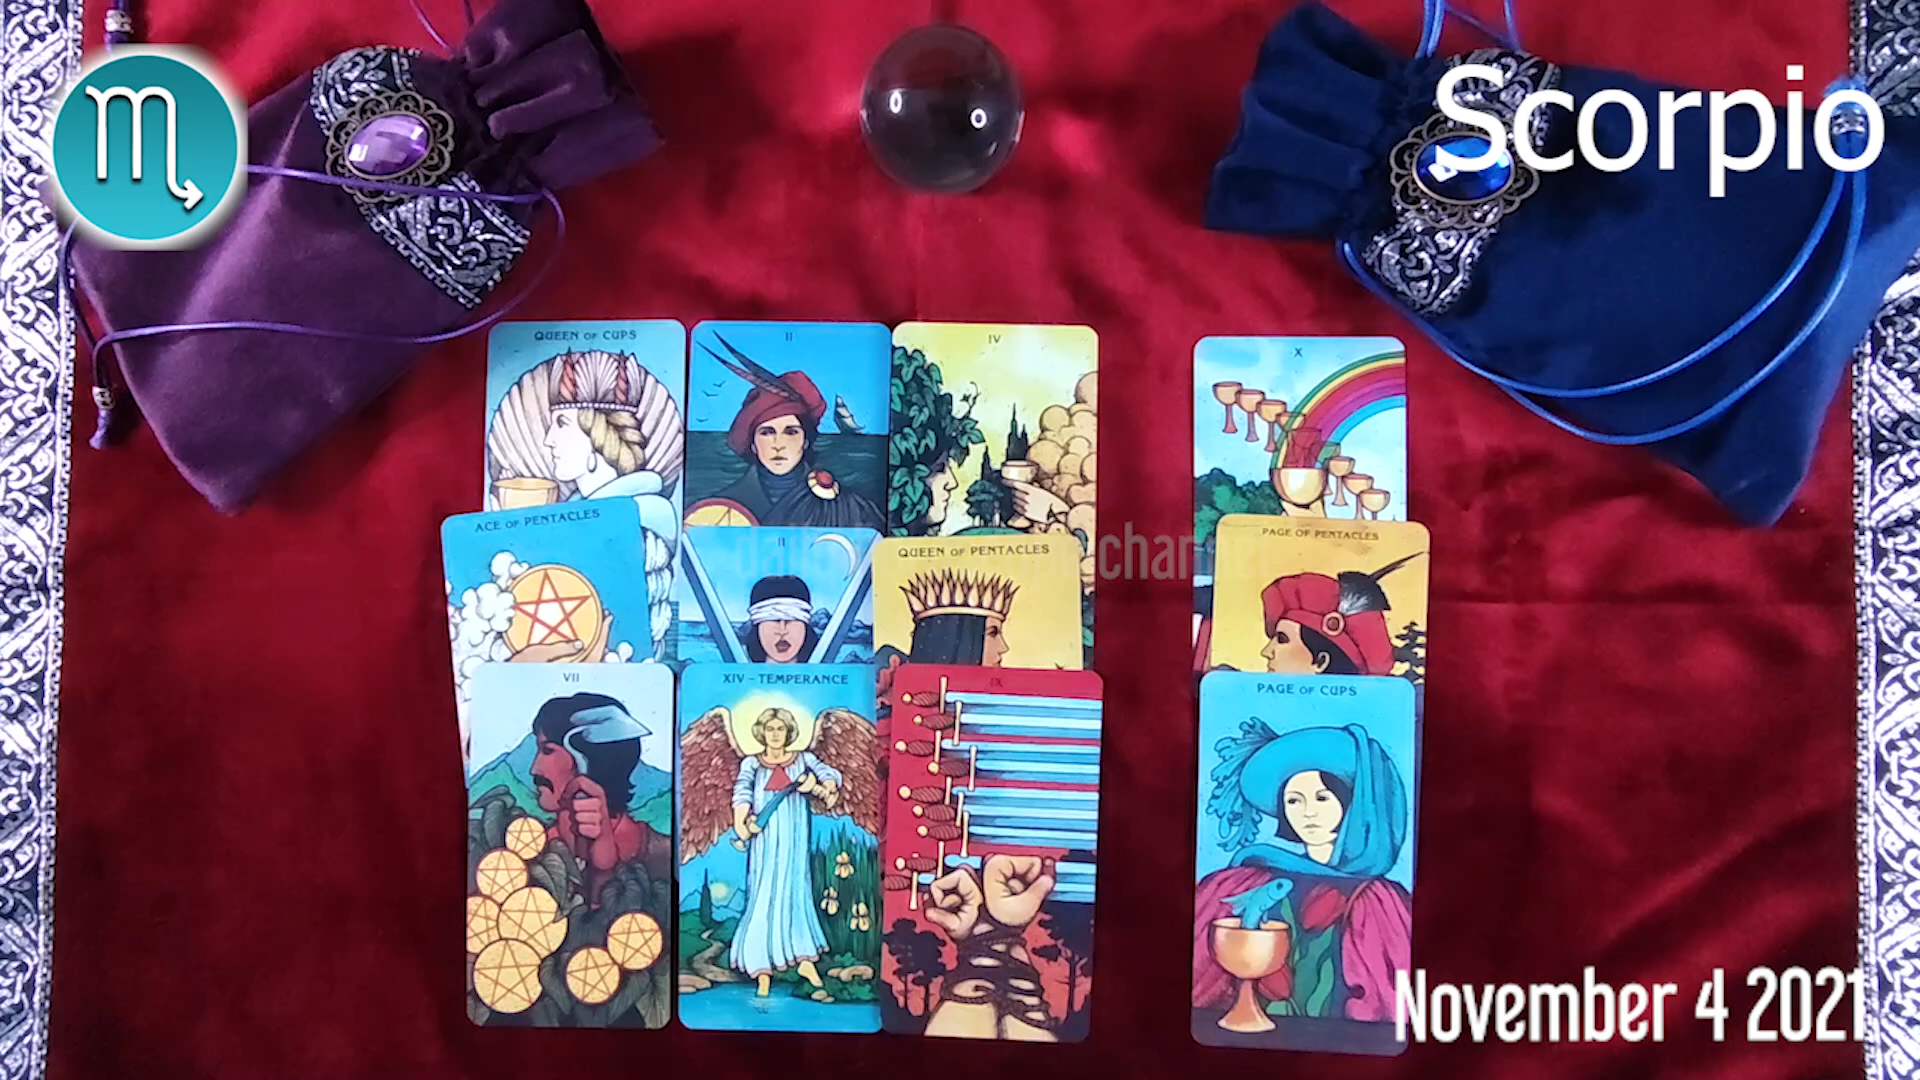 Scorpio
QUEEN OF CUPS
II
IV
X
ACE OF PENTACLES
II
QUEEN OF PENTACLES
PAGE OF PENTACLES
VII
XIV - TEMPERANCE
IX
PAGE OF CUPS
November 4 2021